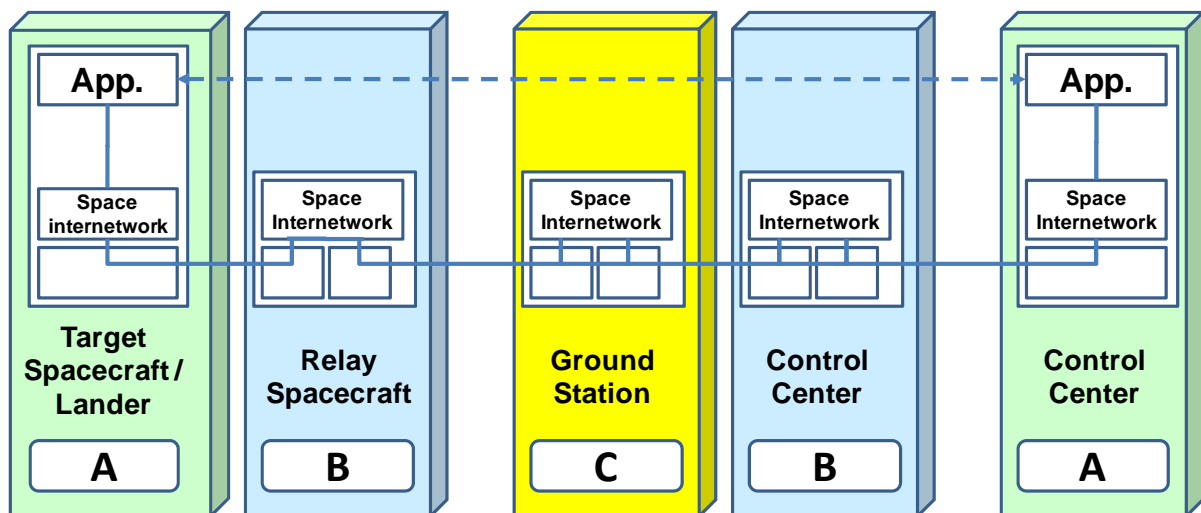 App.
Space
internetwork
Target
Spacecraft /
Lander
A
Space
Internetwork
Relay
Spacecraft
B
Space
Internetwork
Ground
Station
C
Space
Internetwork
Control
Center
B
App.
Space
Internetwork
Control
Center
A